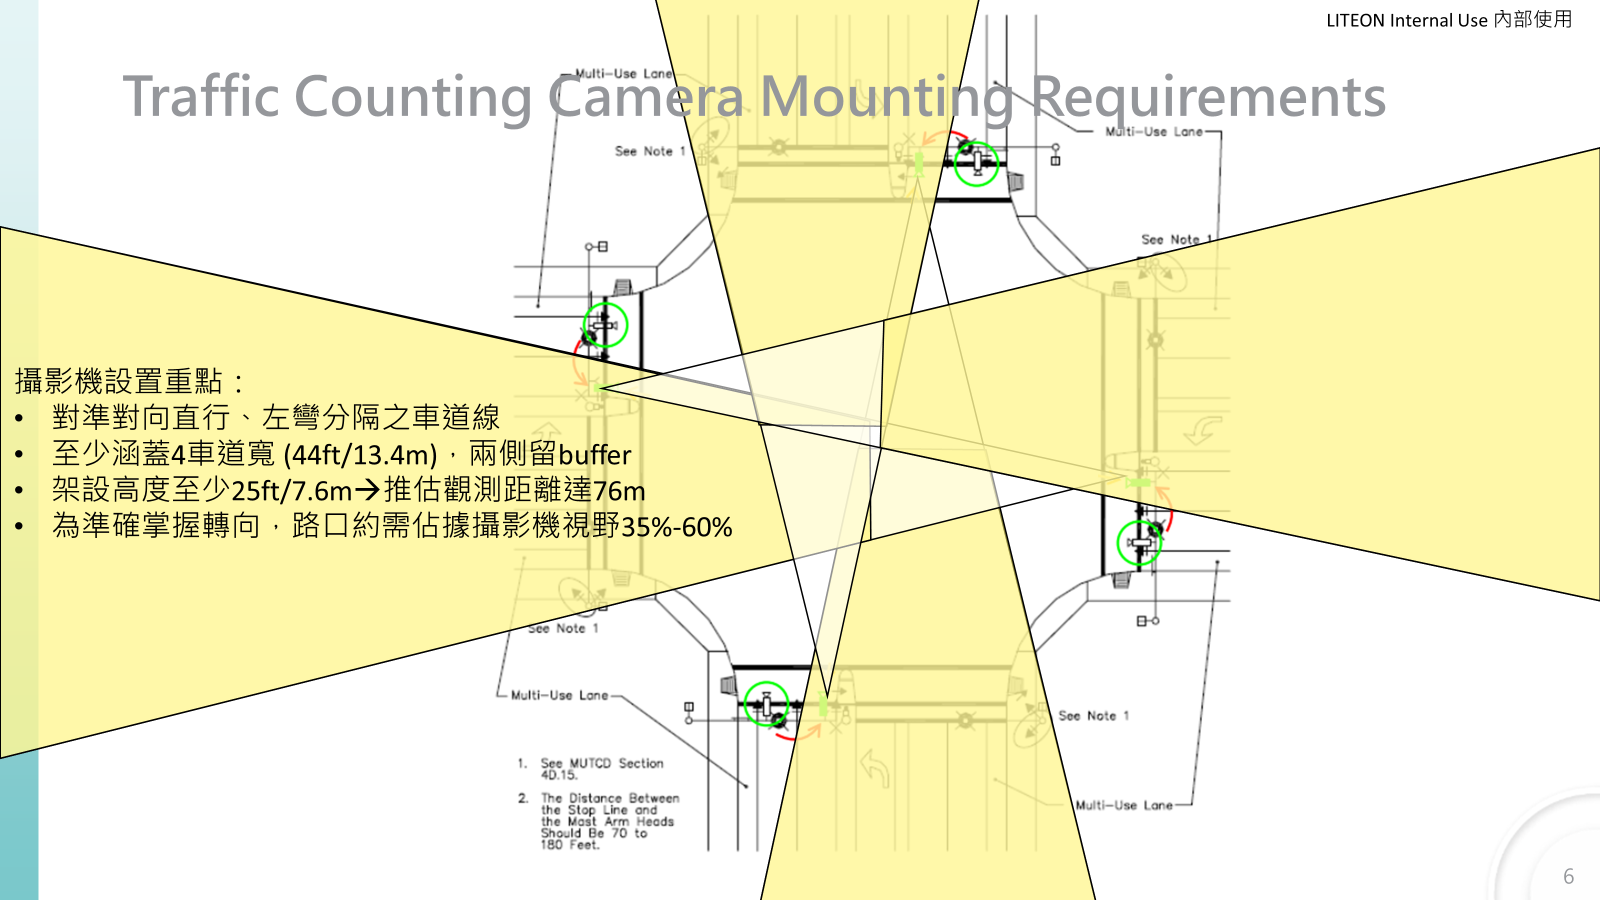 LITEON Internal Use 內部使用
Traffic Counting Camera Mounting Requirements
Multi-Use Lane
Multi-Use Lane
See Note 1
See Note 1
攝影機設置重點：
• 對準對向直行、左彎分隔之車道線
• 至少涵蓋4車道寬 (44ft/13.4m)，兩側留buffer
• 架設高度至少25ft/7.6m→推估觀測距離達76m
• 為準確掌握轉向，路口約需佔據攝影機視野35%-60%
See Note 1
Multi-Use Lane
See Note 1
1. See MUTCD Section
4D.15.
2. The Distance Between
the Stop Line and
the Mast Arm Heads
Should Be 70 to
180 Feet.
Multi-Use Lane
6